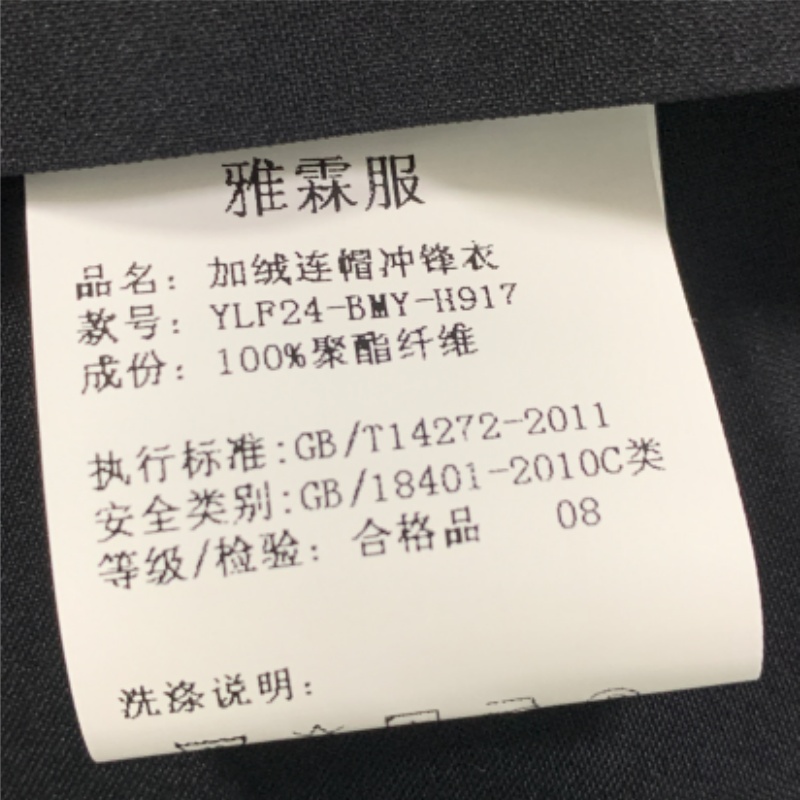 雅霖服
品名：加绒连帽冲锋衣
款号：YLF24-BMY-H917
成份：100%聚酯纤维
执行标准:GB/T14272-2011
安全类别:GB/18401-2010C类
等级/检验：合格品 08
洗涤说明：